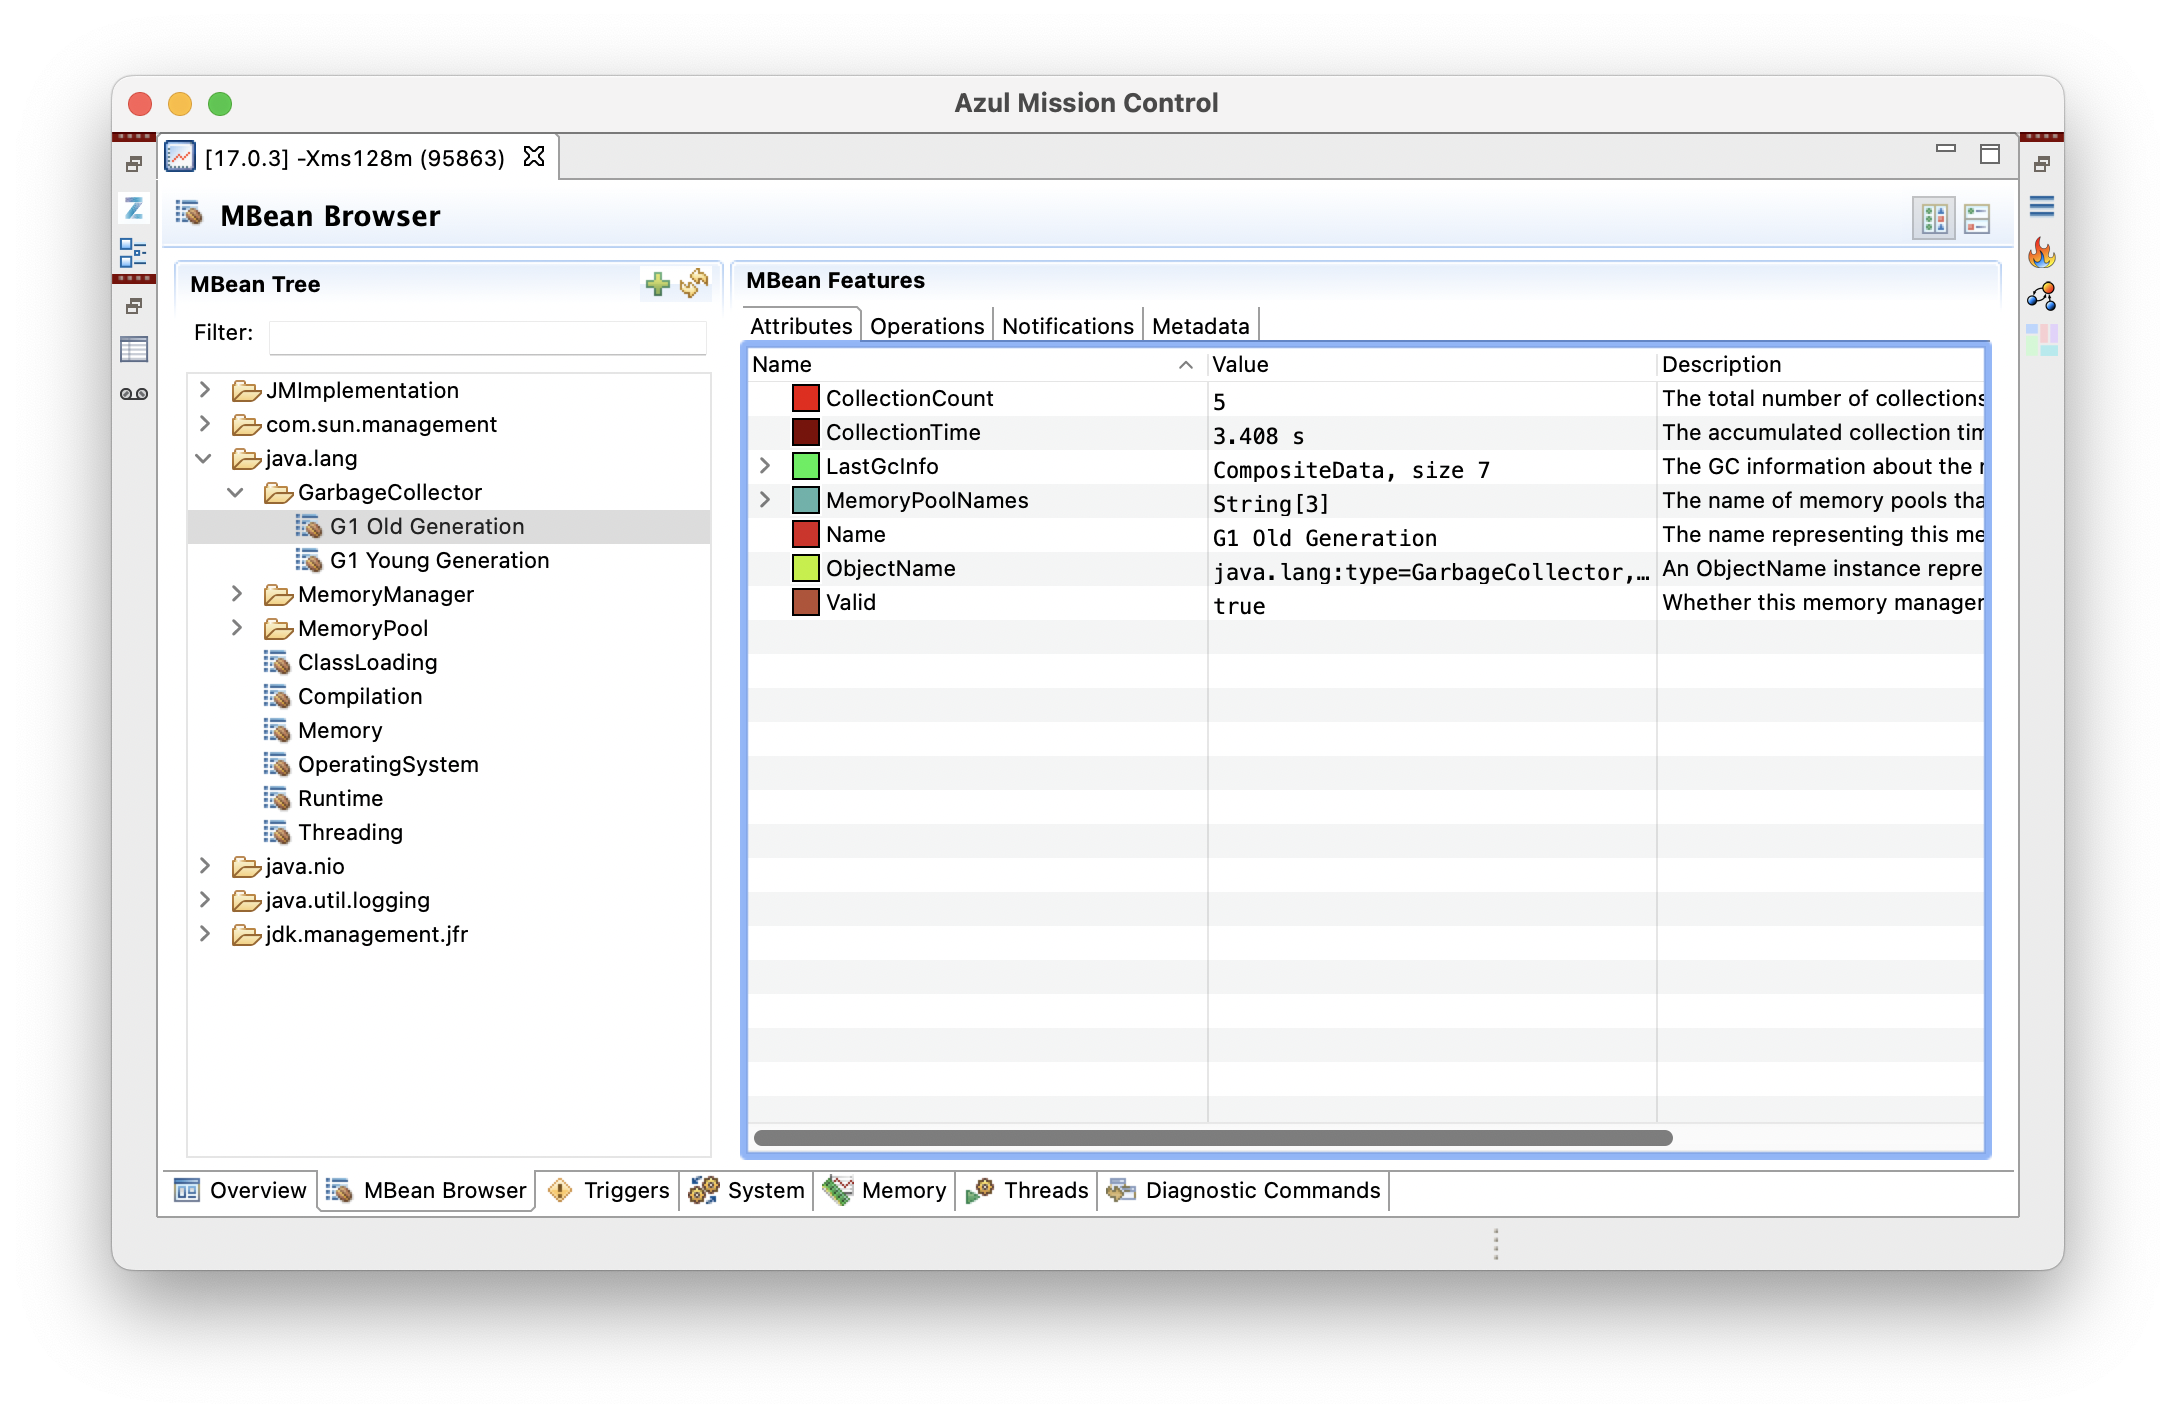 Azul Mission Control
[17.0.3] -Xms128m (95863)
MBean Browser
MBean Tree
Filter:
JMImplementation
com.sun.management
java.lang
GarbageCollector
G1 Old Generation
G1 Young Generation
MemoryManager
MemoryPool
ClassLoading
Compilation
Memory
OperatingSystem
Runtime
Threading
java.nio
java.util.logging
jdk.management.jfr
MBean Features
Attributes Operations Notifications Metadata
Name Value Description
CollectionCount 5 The total number of collections
CollectionTime 3.408 s The accumulated collection tim
LastGcInfo CompositeData, size 7 The GC information about the r
MemoryPoolNames String[3] The name of memory pools tha
Name G1 Old Generation The name representing this me
ObjectName java.lang:type=GarbageCollector,… An ObjectName instance repre
Valid true Whether this memory manager
Overview MBean Browser Triggers System Memory Threads Diagnostic Commands